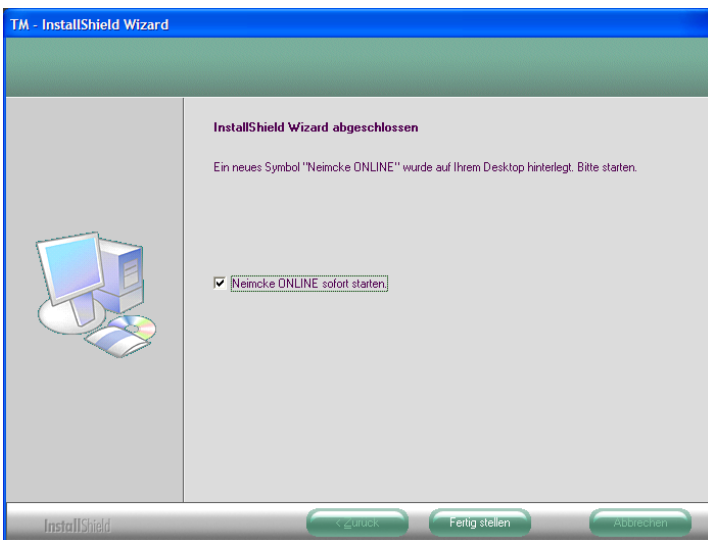 TM - InstallShield Wizard
InstallShield Wizard abgeschlossen
Ein neues Symbol "Neimcke ONLINE" wurde auf Ihrem Desktop hinterlegt. Bitte starten.
Neimcke ONLINE sofort starten.
InstallShield
< Zurück
Fertig stellen
Abbrechen